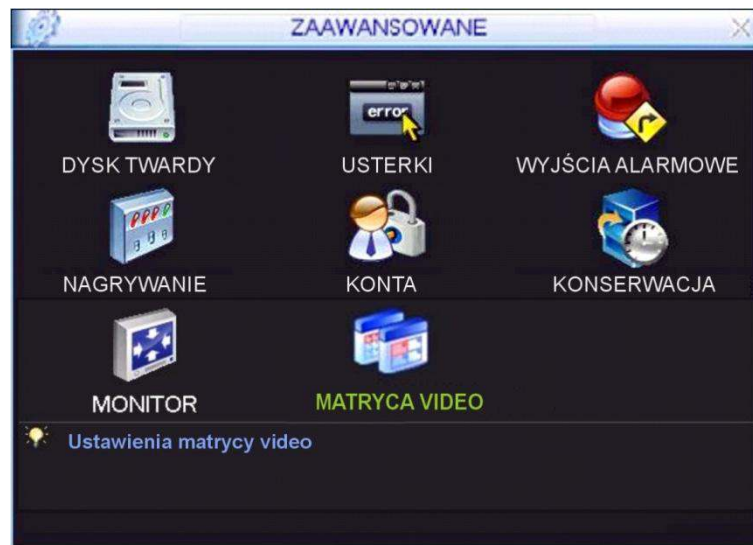 ZAAWANSOWANE
error
DYSK TWARDY USTERKI WYJŚCIA ALARMOWE
NAGRYWANIE KONTA KONSERWACJA
MONITOR MATRYCA VIDEO
Ustawienia matrycy video